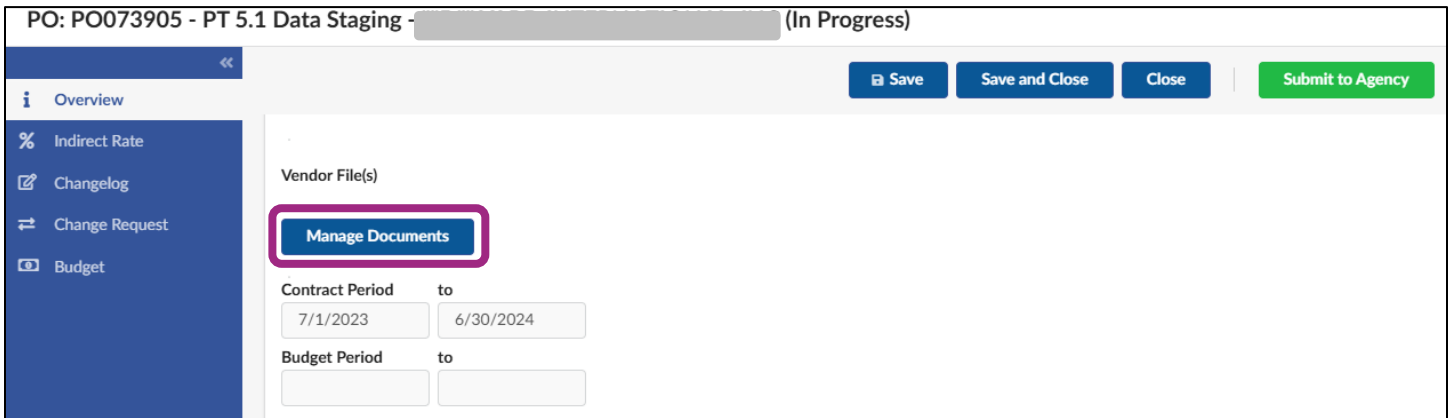 PO: PO073905 - PT 5.1 Data Staging - (In Progress)
Save
Save and Close
Close
Submit to Agency
Overview
Indirect Rate
Changelog
Change Request
Budget
Vendor File(s)
Manage Documents
Contract Period to
7/1/2023 6/30/2024
Budget Period to